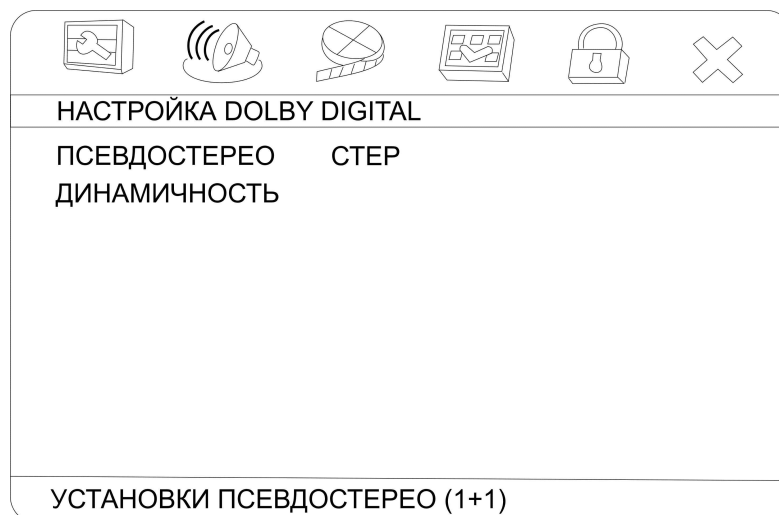 НАСТРОЙКА DOLBY DIGITAL
ПСЕВДОСТЕРЕО СТЕР
ДИНАМИЧНОСТЬ
УСТАНОВКИ ПСЕВДОСТЕРЕО (1+1)